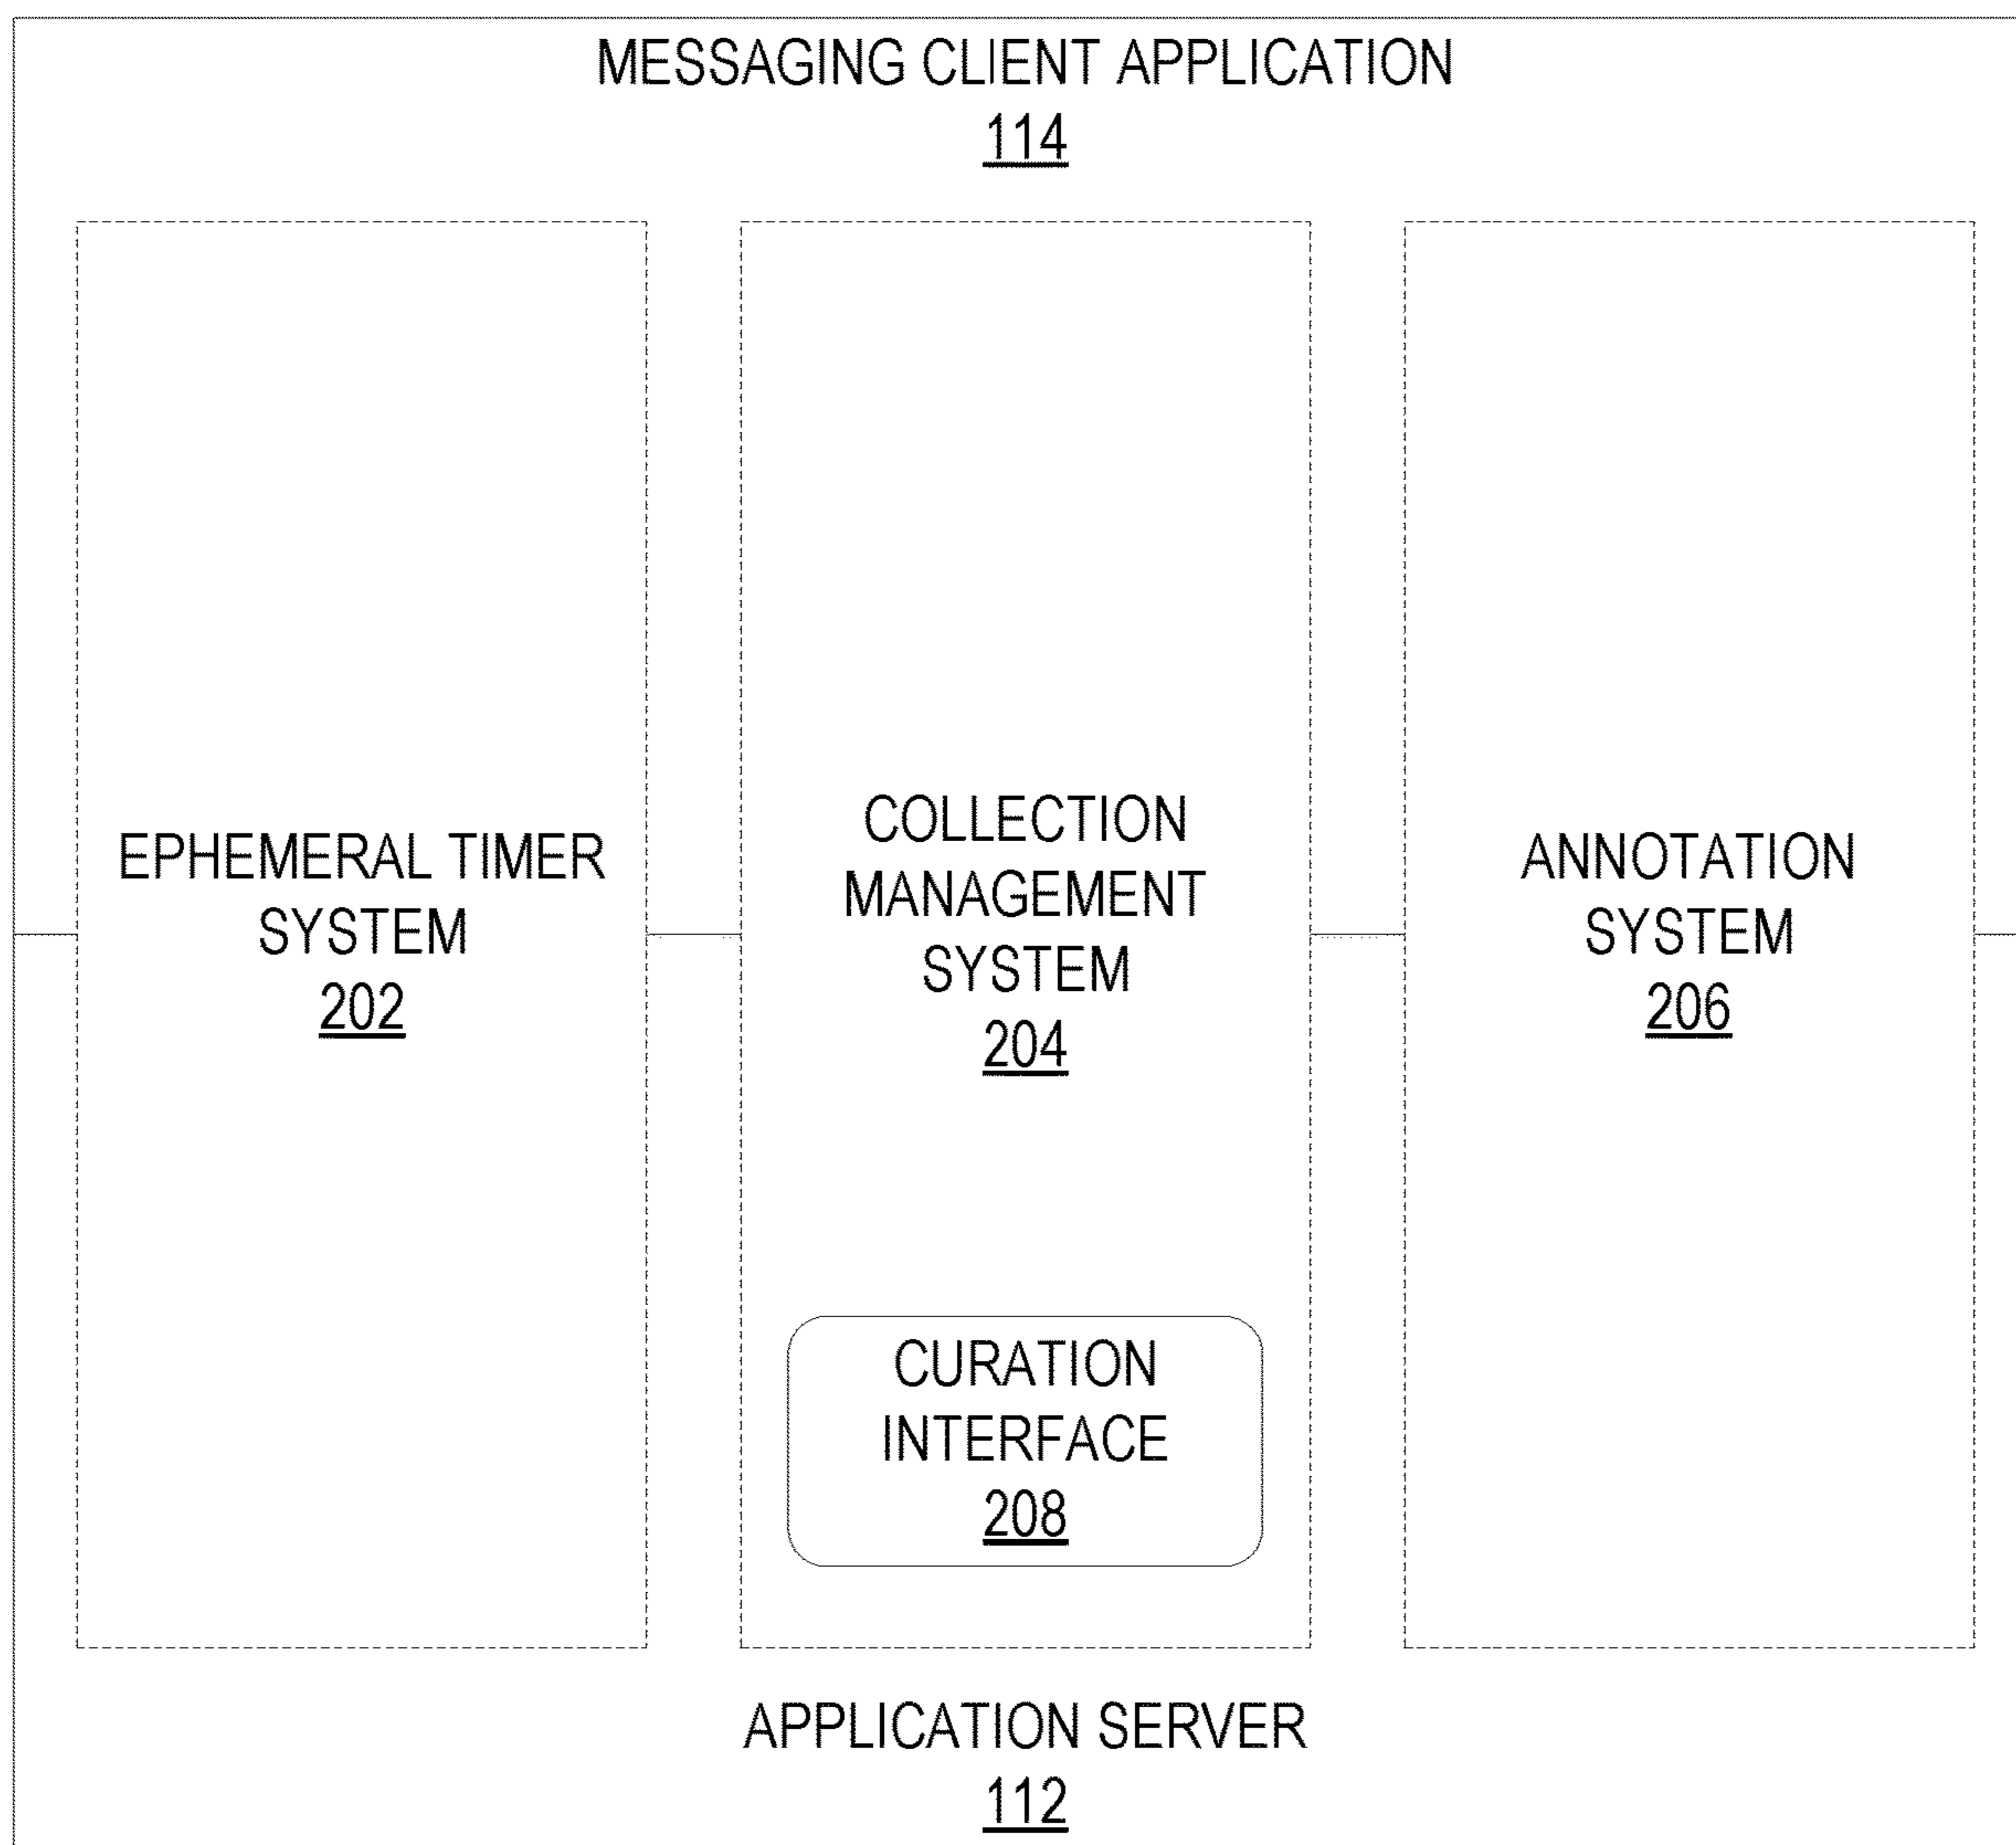 MESSAGING CLIENT APPLICATION
114
EPHEMERAL TIMER
SYSTEM
202
COLLECTION
MANAGEMENT
SYSTEM
204
ANNOTATION
SYSTEM
206
CURATION
INTERFACE
208
APPLICATION SERVER
112